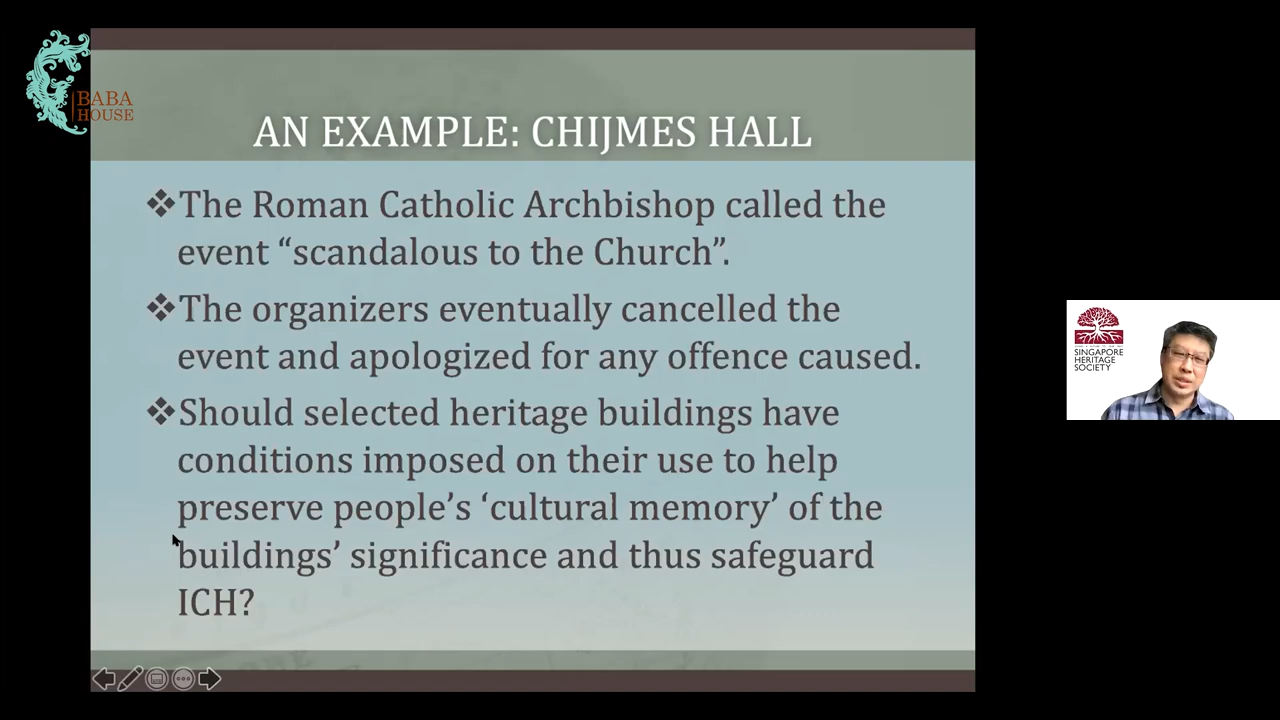 BABA
HOUSE
AN EXAMPLE: CHIJMES HALL
❖The Roman Catholic Archbishop called the
event “scandalous to the Church”.
❖The organizers eventually cancelled the
event and apologized for any offence caused.
❖Should selected heritage buildings have
conditions imposed on their use to help
preserve people’s ‘cultural memory’ of the
buildings’ significance and thus safeguard
ICH?
SINGAPORE
HERITAGE
SOCIETY